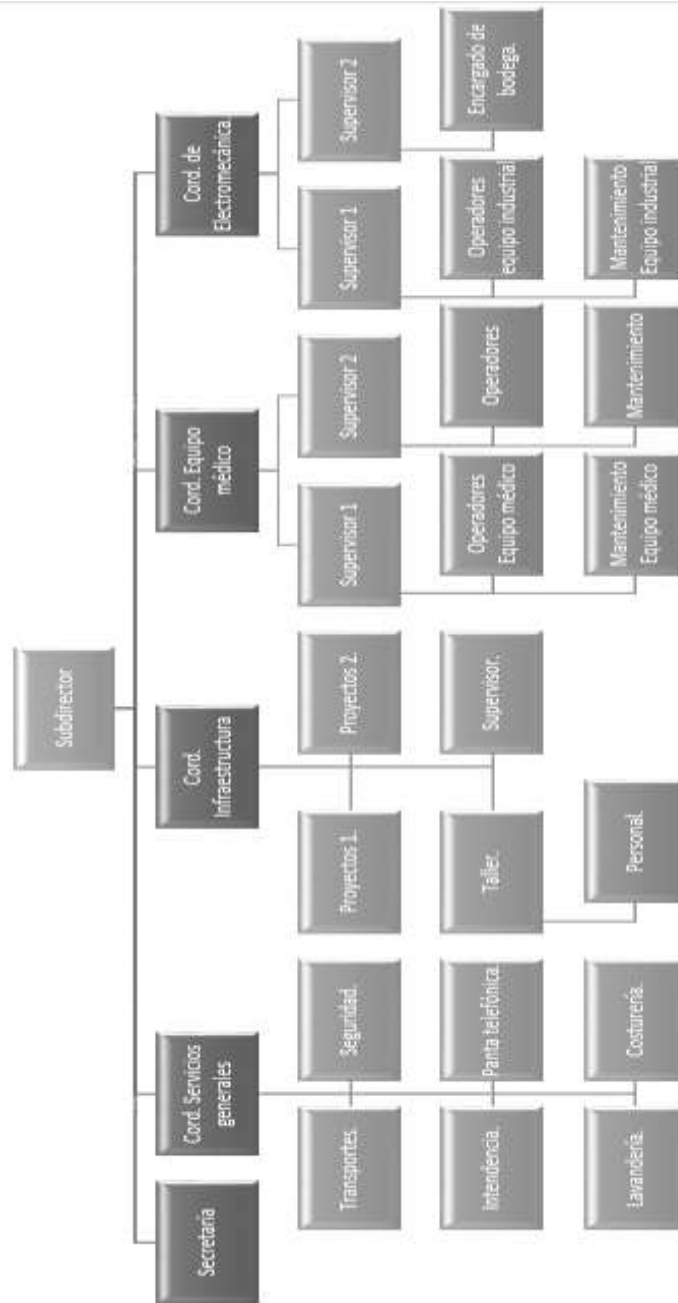 Subdirector
Secretaria
Cord. Servicios
generales
Cord.
Infraestructura
Cord. Equipo
médico
Cord. de
Electromecánica.
Transportes.
Seguridad.
Proyectos 1.
Proyectos 2.
Supervisor 1
Supervisor 2
Supervisor 1
Supervisor 2
Intendencia.
Panta telefónica.
Taller.
Supervisor.
Operadores
Equipo médico
Operadores
Operadores
equipo industrial
Encargado de
bodega.
Lavandería.
Costurería.
Personal.
Mantenimiento
Equipo médico
Mantenimiento
Mantenimiento
Equipo industrial